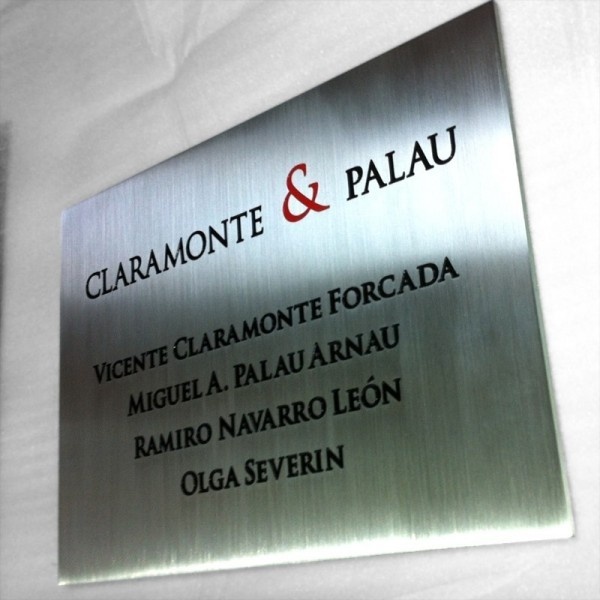 CLARAMONTE & PALAU
VICENTE CLARAMONTE FORCADA
MIGUEL A. PALAU ARNAU
RAMIRO NAVARRO LEÓN
OLGA SEVERIN